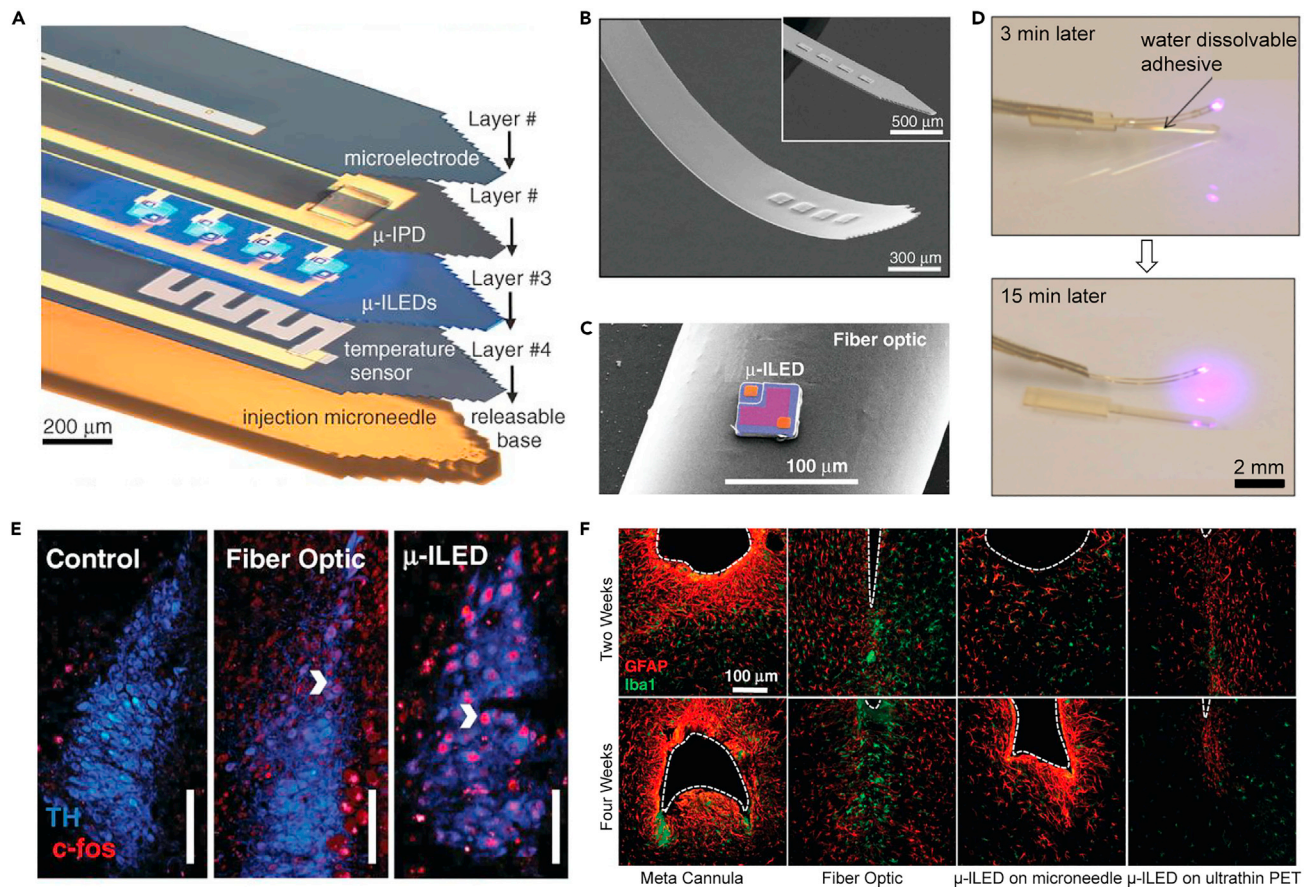 A
Layer #
microelectrode
Layer #
μ-IPD
Layer #3
μ-ILEDs
Layer #4
temperature
sensor
injection microneedle
releasable
base
200 μm
B
500 μm
300 μm
C
Fiber optic
μ-ILED
100 μm
D
3 min later
water dissolvable
adhesive
15 min later
2 mm
E
Control
Fiber Optic
μ-ILED
TH
c-fos
F
Two Weeks
GFAP
Iba1
100 μm
Four Weeks
Meta Cannula
Fiber Optic
μ-ILED on microneedle
μ-ILED on ultrathin PET